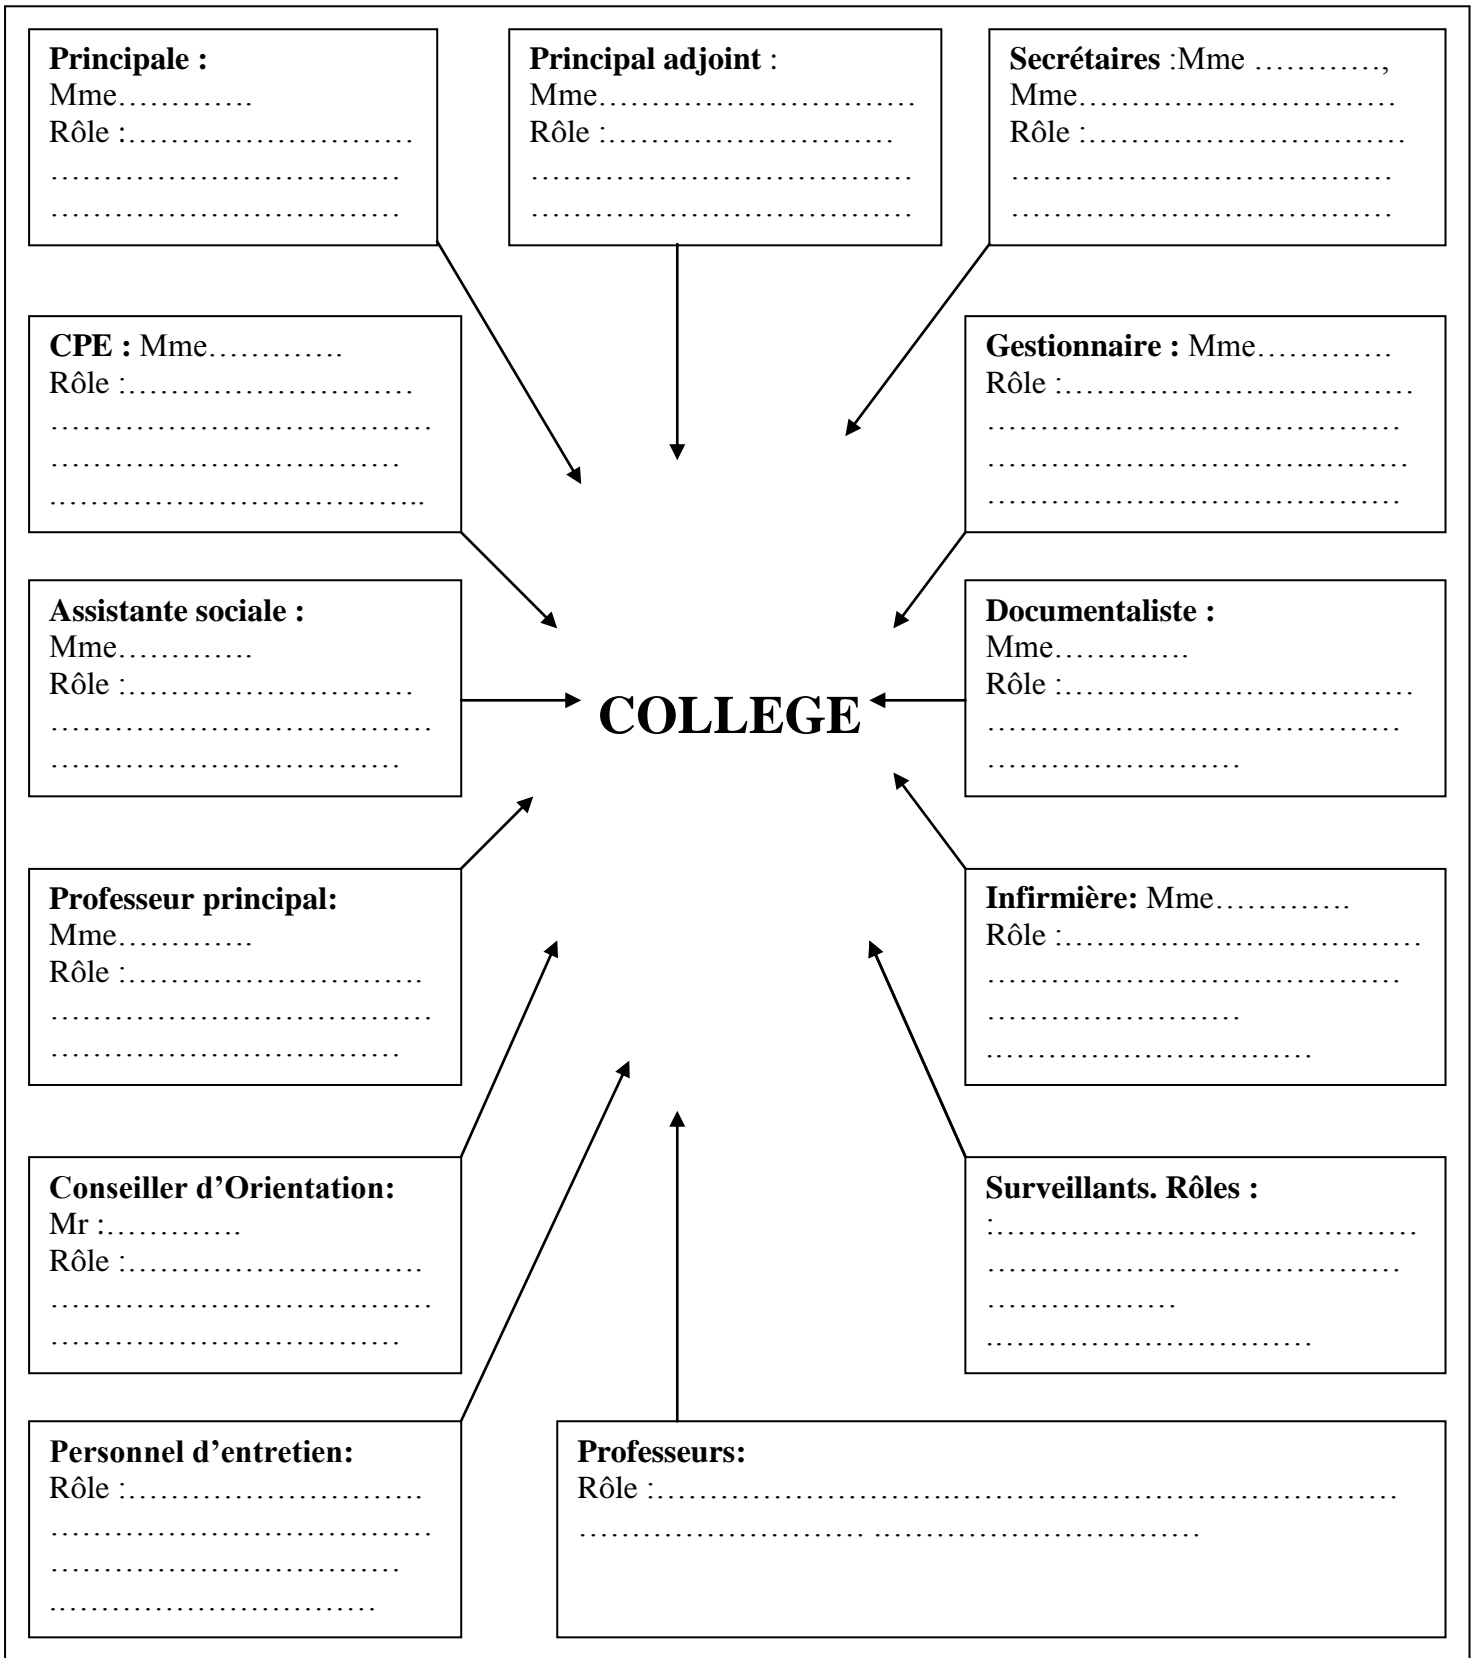 Principale :
Mme………….
Rôle :………………………
……………………………
……………………………
Principal adjoint :
Mme…………………………
Rôle :………………………
………………………………
………………………………
Secrétaires :Mme …………,
Mme…………………………
Rôle :…………………………
………………………………
………………………………
CPE : Mme………….
Rôle :………………………
………………………………
……………………………
……………………………..
Gestionnaire : Mme………….
Rôle :……………………………
…………………………………
………………………….………
…………………………………
Assistante sociale :
Mme………….
Rôle :………………………
………………………………
……………………………
Documentaliste :
Mme………….
Rôle :……………………………
…………………………………
……………………
COLLEGE
Professeur principal:
Mme………….
Rôle :……………………….
………………………………
……………………………
Infirmière: Mme………….
Rôle :……………………….……
…………………………………
……………………
………………………….
Conseiller d’Orientation:
Mr :………….
Rôle :……………………….
………………………………
……………………………
Surveillants. Rôles :
:……………………….…………
…………………………………
………………
………………………….
Personnel d’entretien:
Rôle :……………………….
………………………………
……………………………
………………………….
Professeurs:
Rôle :……………………….……………………………………
……………………… ………………………….